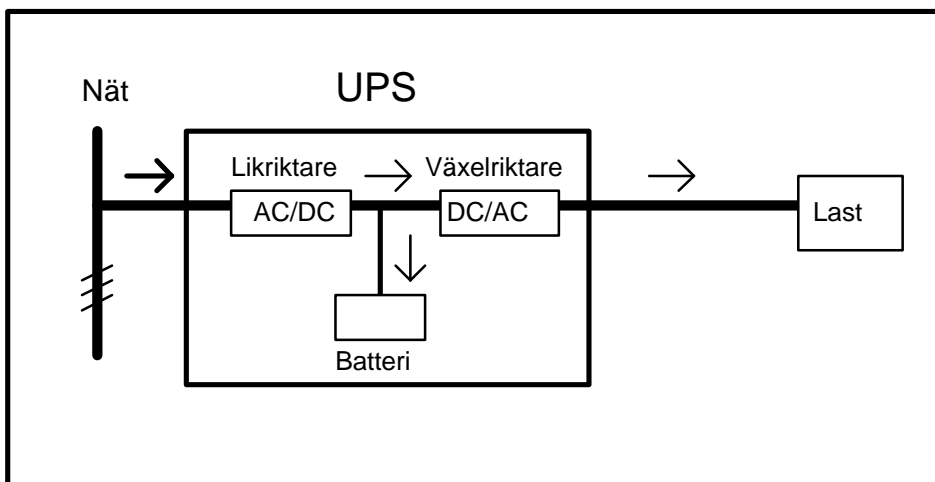 UPS
Nät
Likriktare
Växelriktare
AC/DC
DC/AC
Last
Batteri